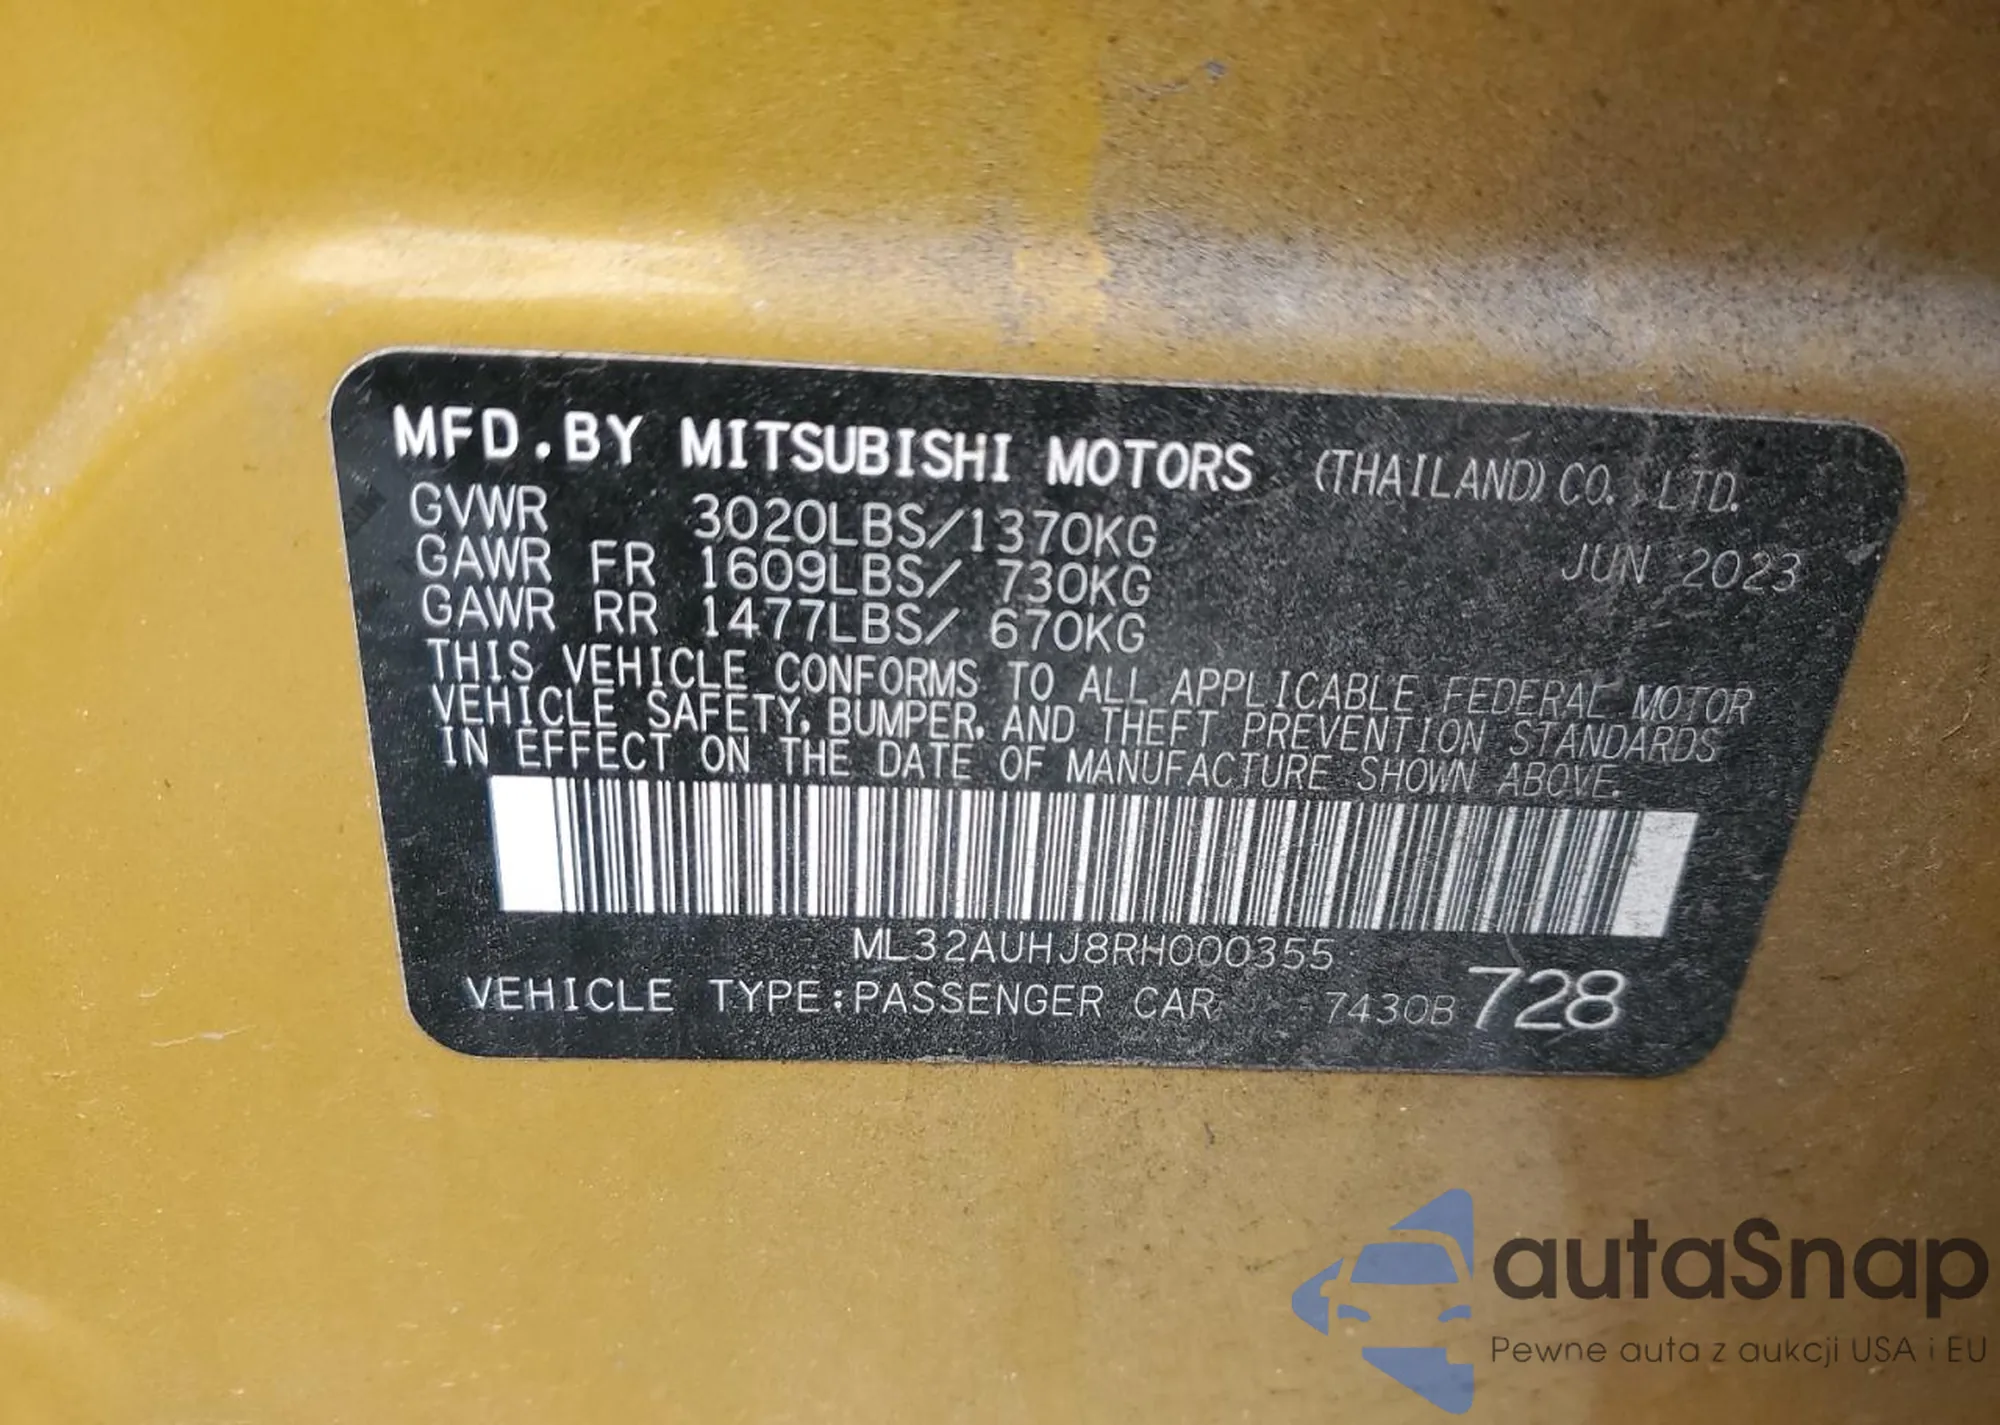 MFD.BY MITSUBISHI MOTORS (THAILAND) CO., LTD.
GVWR 3020LBS/1370KG
JUN 2023
GAWR FR 1609LBS/ 730KG
GAWR RR 1477LBS/ 670KG
THIS VEHICLE CONFORMS TO ALL APPLICABLE FEDERAL MOTOR
VEHICLE SAFETY, BUMPER, AND THEFT PREVENTION STANDARDS
IN EFFECT ON THE DATE OF MANUFACTURE SHOWN ABOVE.
ML32AUHJ8RH000355
VEHICLE TYPE:PASSENGER CAR 7430B 728
autaSnap
Pewne auta z aukcji USA i EU